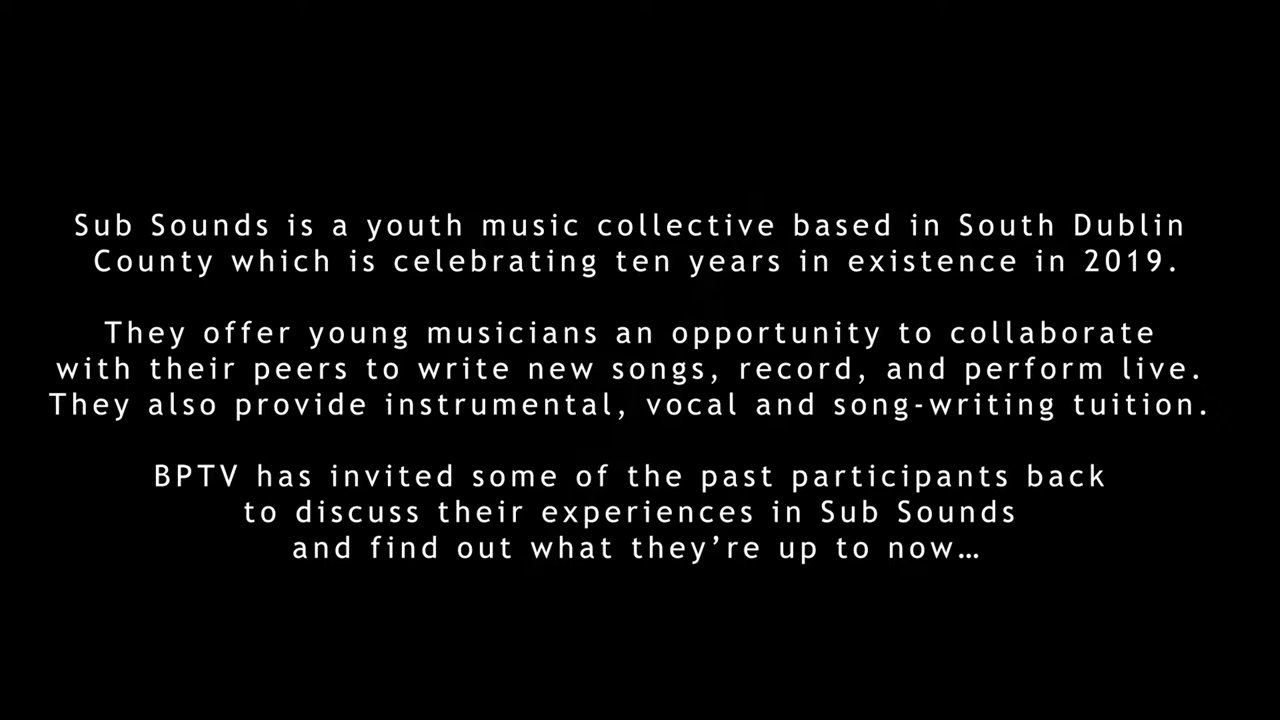 Sub Sounds is a youth music collective based in South Dublin
County which is celebrating ten years in existence in 2019.
They offer young musicians an opportunity to collaborate
with their peers to write new songs, record, and perform live.
They also provide instrumental, vocal and song-writing tuition.
BPTV has invited some of the past participants back
to discuss their experiences in Sub Sounds
and find out what they’re up to now…